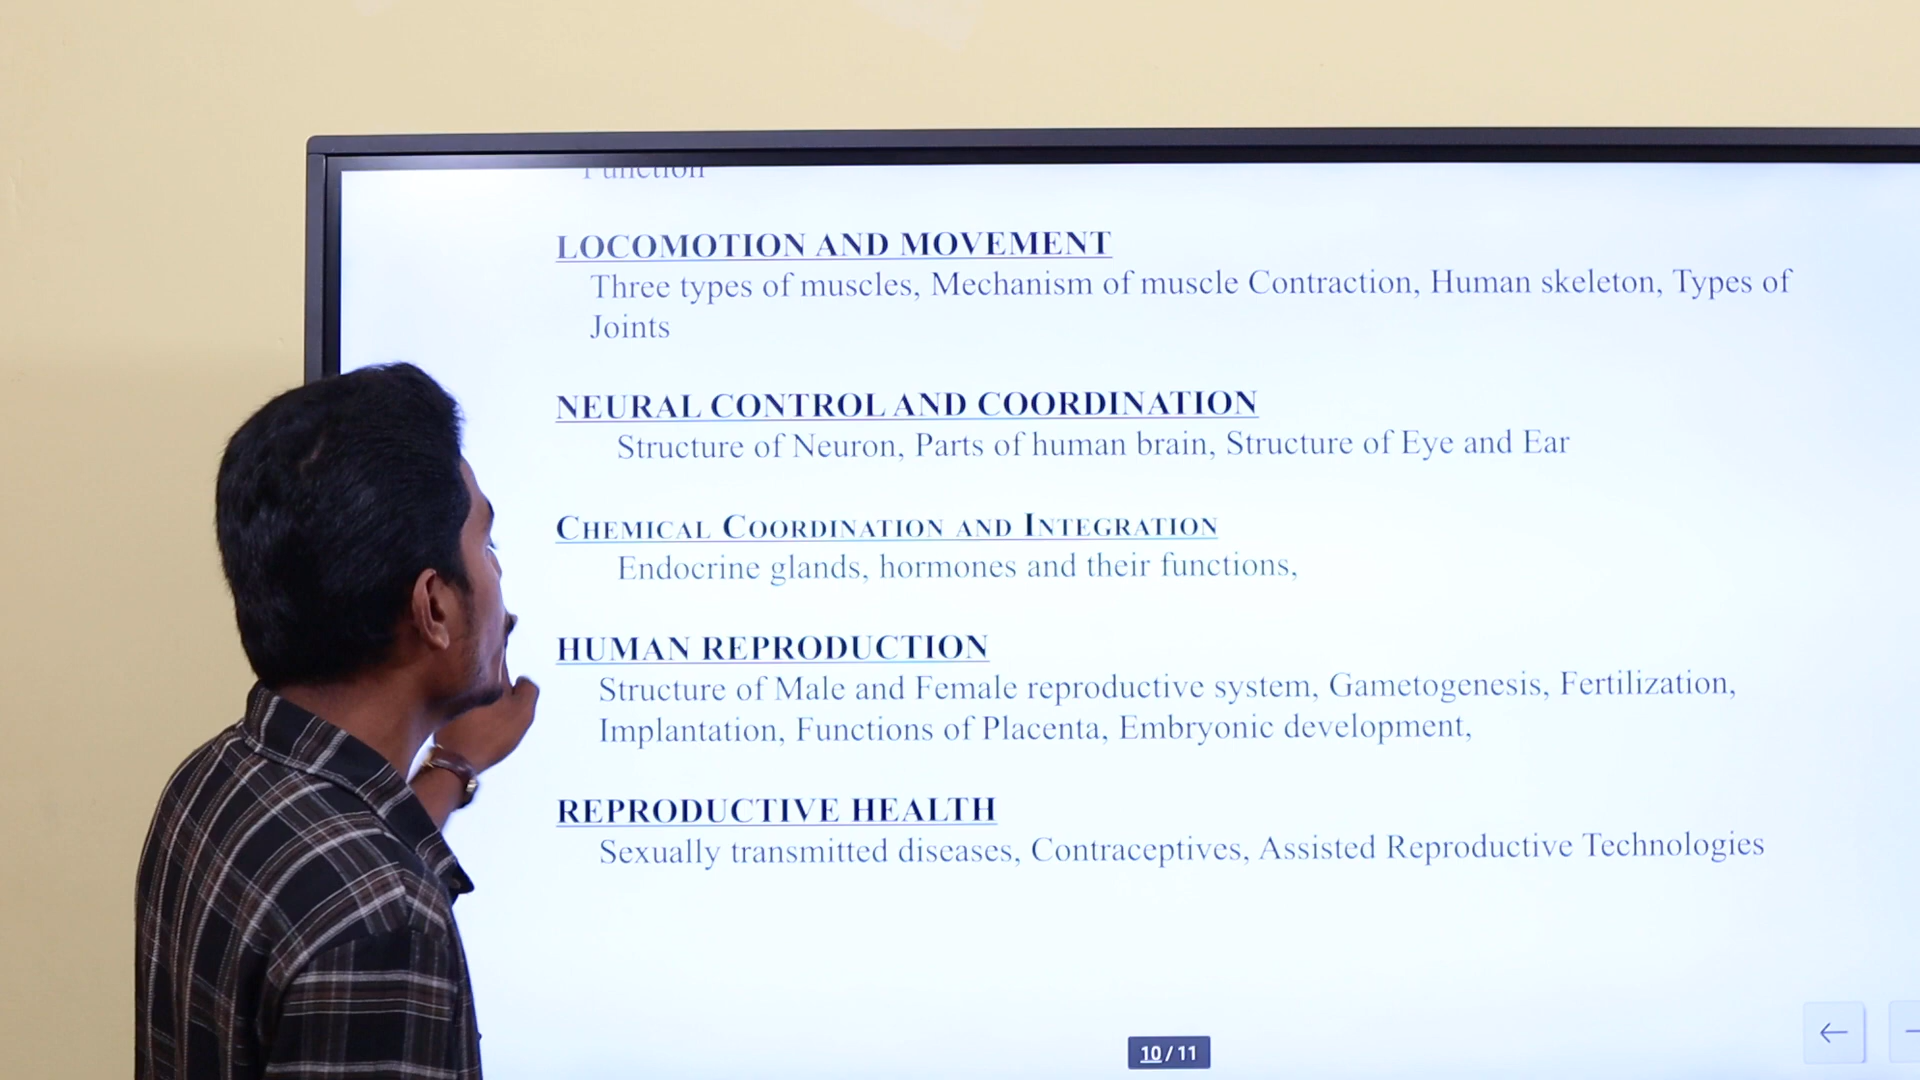 Function
LOCOMOTION AND MOVEMENT
Three types of muscles, Mechanism of muscle Contraction, Human skeleton, Types of
Joints
NEURAL CONTROL AND COORDINATION
Structure of Neuron, Parts of human brain, Structure of Eye and Ear
CHEMICAL COORDINATION AND INTEGRATION
Endocrine glands, hormones and their functions,
HUMAN REPRODUCTION
Structure of Male and Female reproductive system, Gametogenesis, Fertilization,
Implantation, Functions of Placenta, Embryonic development,
REPRODUCTIVE HEALTH
Sexually transmitted diseases, Contraceptives, Assisted Reproductive Technologies
10 / 11